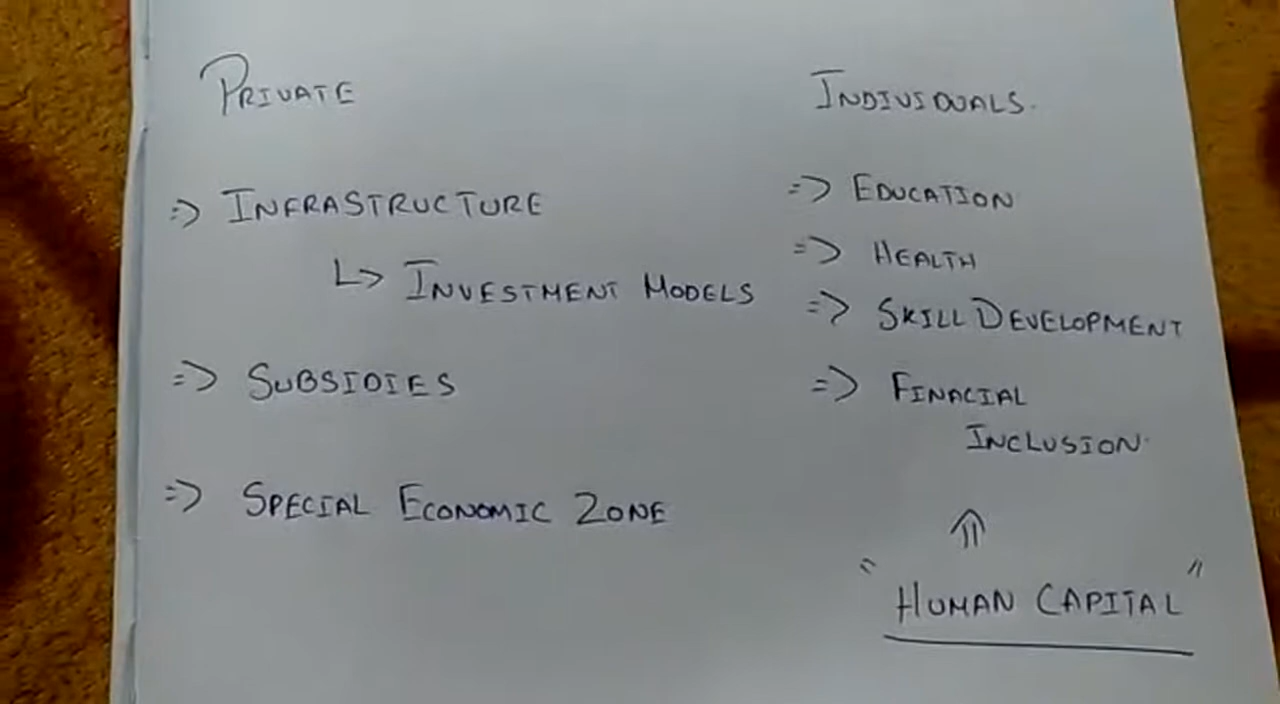 PRIVATE
=> INFRASTRUCTURE
↳ INVESTMENT MODELS
=> SUBSIDIES
=> SPECIAL ECONOMIC ZONE
INDIVIDUALS.
=> EDUCATION
=> HEALTH
=> SKILL DEVELOPMENT
=> FINACIAL
INCLUSION.
⇑
"HUMAN CAPITAL"